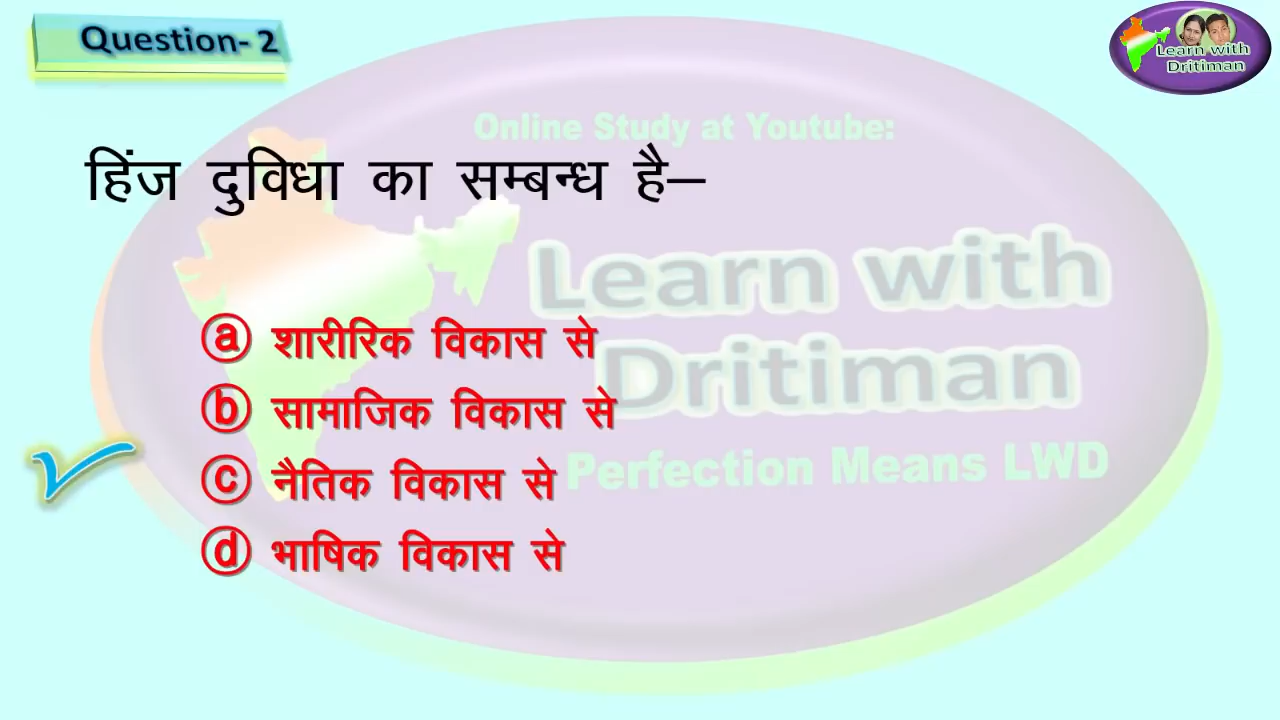 Question- 2
Learn with
Dritiman
Online Study at Youtube:
हिंज दुविधा का सम्बन्ध है–
Learn with
ⓐ शारीरिक विकास से
Dritiman
ⓑ सामाजिक विकास से
Perfection Means LWD
ⓒ नैतिक विकास से
ⓓ भाषिक विकास से